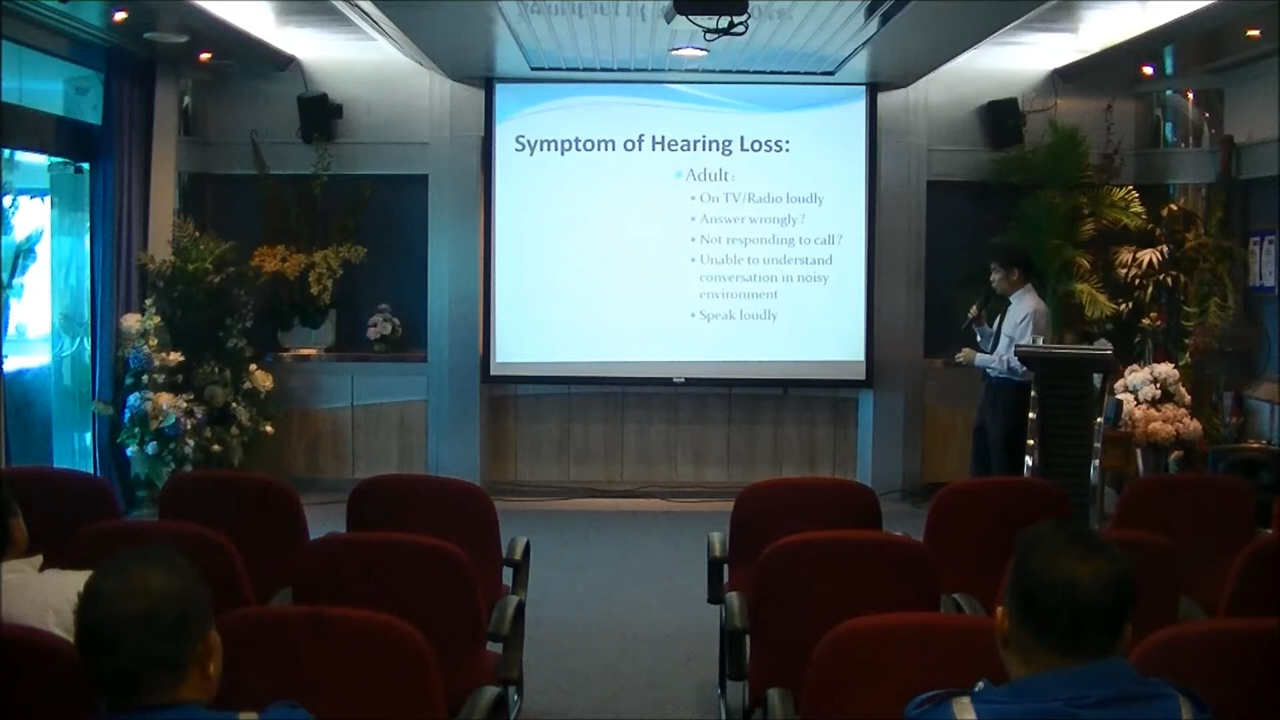 Symptom of Hearing Loss:
Adult:
On TV/Radio loudly
Answer wrongly?
Not responding to call?
Unable to understand
conversation in noisy
environment
Speak loudly